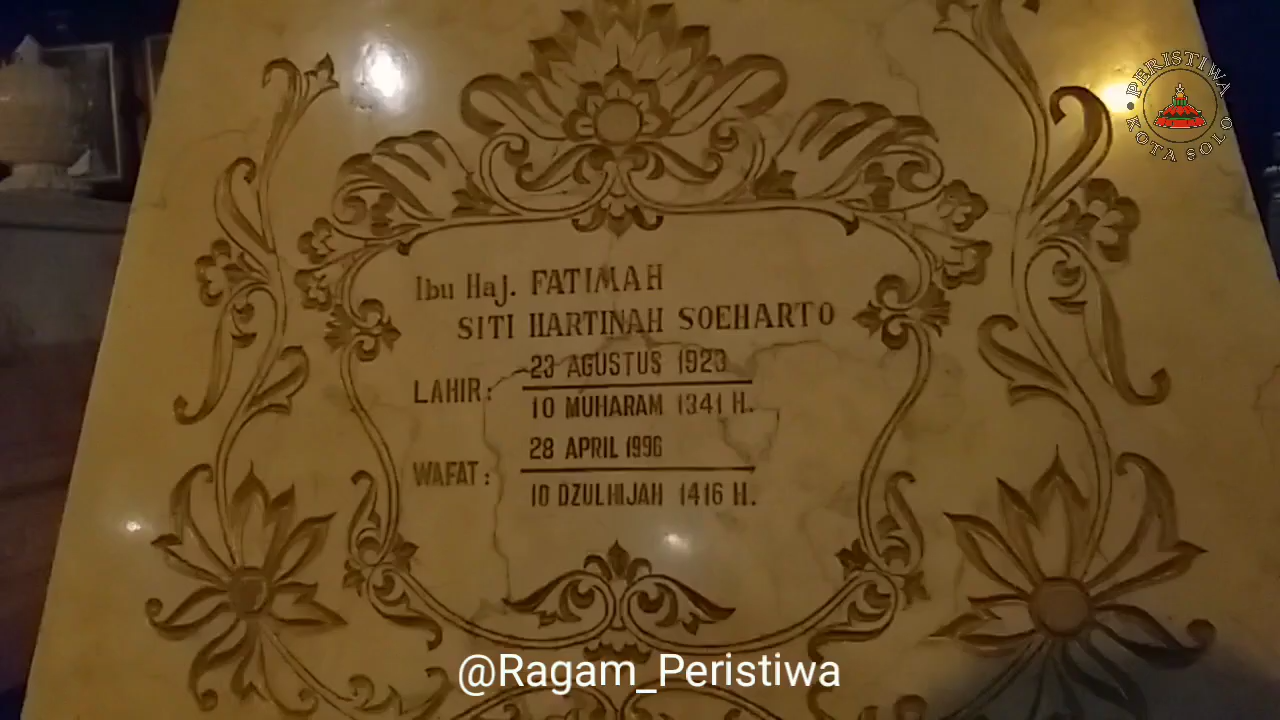 Ibu Haj. FATIMAH
SITI HARTINAH SOEHARTO
LAHIR: 23 AGUSTUS 1923
10 MUHARAM 1341 H.
WAFAT: 28 APRIL 1996
10 DZULHIJAH 1416 H.
PERISTIWA
KOTA SOLO
@Ragam_Peristiwa